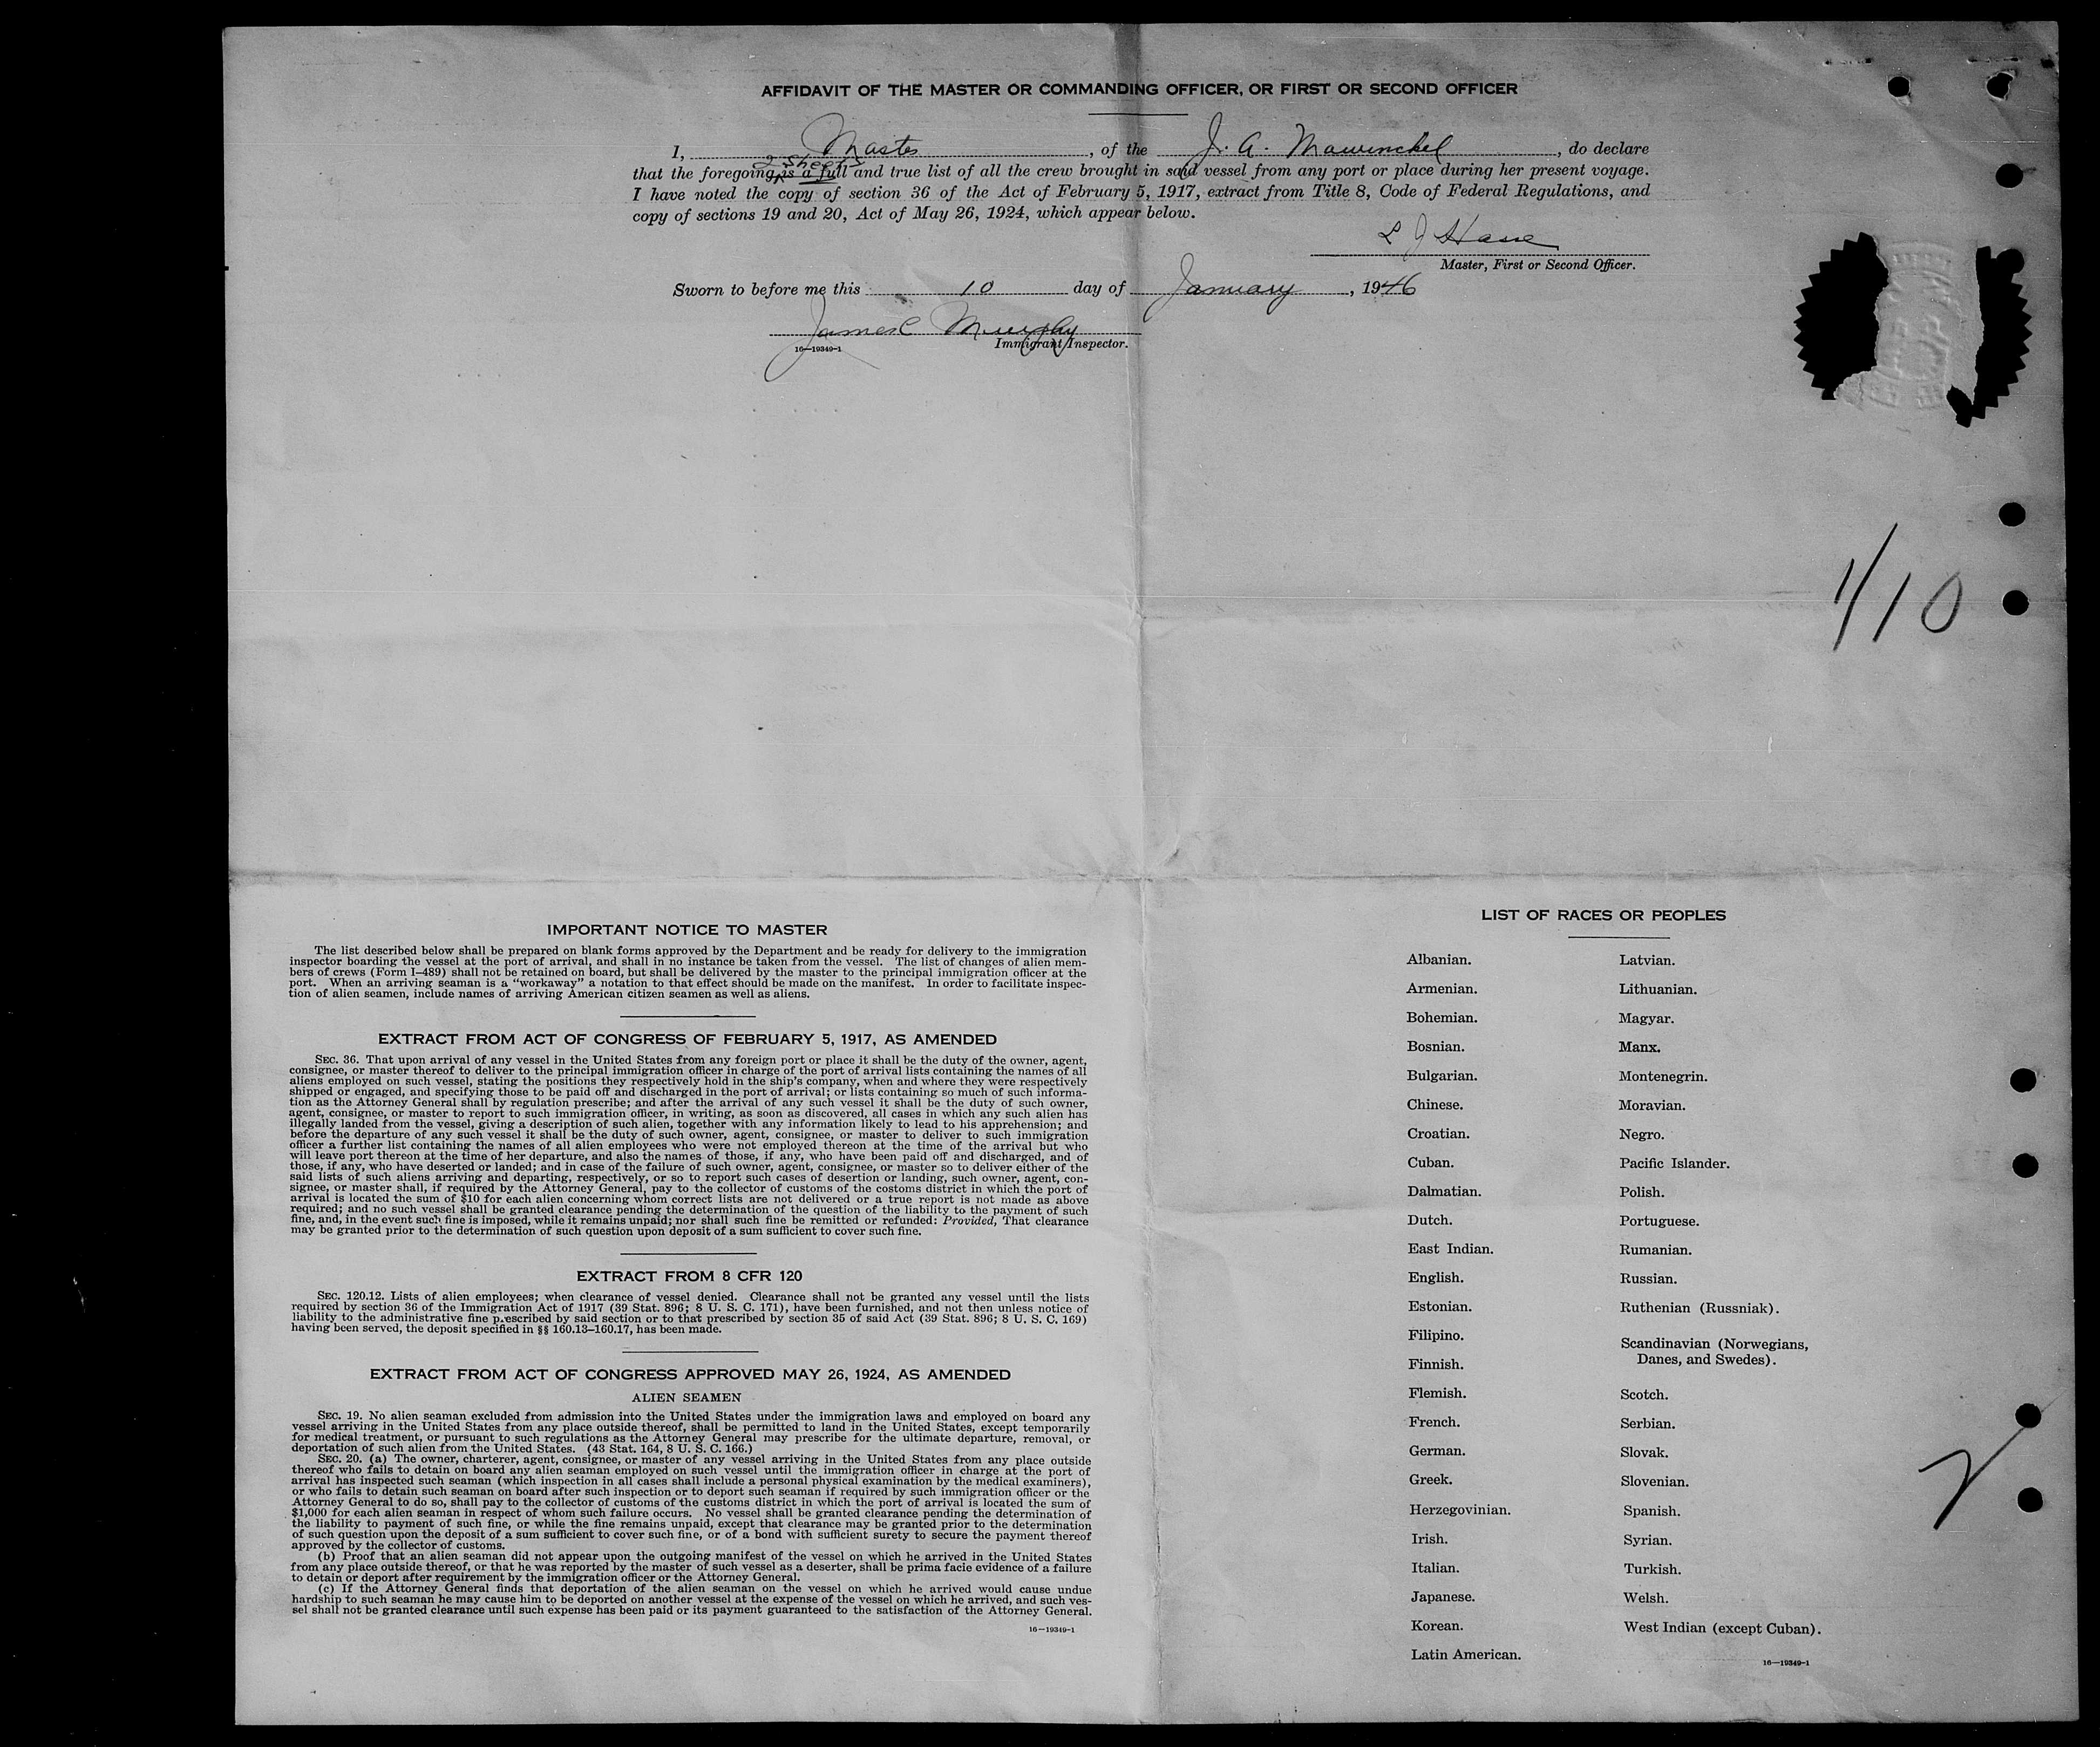 AFFIDAVIT OF THE MASTER OR COMMANDING OFFICER, OR FIRST OR SECOND OFFICER
I, Master, of the J. A. Mowinckel, do declare
2 sheets
that the foregoing is a full and true list of all the crew brought in said vessel from any port or place during her present voyage.
I have noted the copy of section 36 of the Act of February 5, 1917, extract from Title 8, Code of Federal Regulations, and
copy of sections 19 and 20, Act of May 26, 1924, which appear below.
L J
Master, First or Second Officer.
Sworn to before me this 10 day of January, 1946
James C Murphy
16—19349-1 Immigrant Inspector.
1/10
IMPORTANT NOTICE TO MASTER
The list described below shall be prepared on blank forms approved by the Department and be ready for delivery to the immigration
inspector boarding the vessel at the port of arrival, and shall in no instance be taken from the vessel. The list of changes of alien mem-
bers of crews (Form I-489) shall not be retained on board, but shall be delivered by the master to the principal immigration officer at the
port. When an arriving seaman is a "workaway" a notation to that effect should be made on the manifest. In order to facilitate inspec-
tion of alien seamen, include names of arriving American citizen seamen as well as aliens.
EXTRACT FROM ACT OF CONGRESS OF FEBRUARY 5, 1917, AS AMENDED
SEC. 36. That upon arrival of any vessel in the United States from any foreign port or place it shall be the duty of the owner, agent,
consignee, or master thereof to deliver to the principal immigration officer in charge of the port of arrival lists containing the names of all
aliens employed on such vessel, stating the positions they respectively hold in the ship's company, when and where they were respectively
shipped or engaged, and specifying those to be paid off and discharged in the port of arrival; or lists containing so much of such informa-
tion as the Attorney General shall by regulation prescribe; and after the arrival of any such vessel it shall be the duty of such owner,
agent, consignee, or master to report to such immigration officer, in writing, as soon as discovered, all cases in which any such alien has
illegally landed from the vessel, giving a description of such alien, together with any information likely to lead to his apprehension; and
before the departure of any such vessel it shall be the duty of such owner, agent, consignee, or master to deliver to such immigration
officer a further list containing the names of all alien employees who were not employed thereon at the time of the arrival but who
will leave port thereon at the time of her departure, and also the names of those, if any, who have been paid off and discharged, and of
those, if any, who have deserted or landed; and in case of the failure of such owner, agent, consignee, or master so to deliver either of the
said lists of such aliens arriving and departing, respectively, or so to report such cases of desertion or landing, such owner, agent, con-
signee, or master shall, if required by the Attorney General, pay to the collector of customs of the costoms district in which the port of
arrival is located the sum of $10 for each alien concerning whom correct lists are not delivered or a true report is not made as above
required; and no such vessel shall be granted clearance pending the determination of the question of the liability to the payment of such
fine, and, in the event such fine is imposed, while it remains unpaid; nor shall such fine be remitted or refunded: Provided, That clearance
may be granted prior to the determination of such question upon deposit of a sum sufficient to cover such fine.
EXTRACT FROM 8 CFR 120
SEC. 120.12. Lists of alien employees; when clearance of vessel denied. Clearance shall not be granted any vessel until the lists
required by section 36 of the Immigration Act of 1917 (39 Stat. 896; 8 U. S. C. 171), have been furnished, and not then unless notice of
liability to the administrative fine prescribed by said section or to that prescribed by section 35 of said Act (39 Stat. 896; 8 U. S. C. 169)
having been served, the deposit specified in §§ 160.13-160.17, has been made.
EXTRACT FROM ACT OF CONGRESS APPROVED MAY 26, 1924, AS AMENDED
ALIEN SEAMEN
SEC. 19. No alien seaman excluded from admission into the United States under the immigration laws and employed on board any
vessel arriving in the United States from any place outside thereof, shall be permitted to land in the United States, except temporarily
for medical treatment, or pursuant to such regulations as the Attorney General may prescribe for the ultimate departure, removal, or
deportation of such alien from the United States. (43 Stat. 164, 8 U. S. C. 166.)
SEC. 20. (a) The owner, charterer, agent, consignee, or master of any vessel arriving in the United States from any place outside
thereof who fails to detain on board any alien seaman employed on such vessel until the immigration officer in charge at the port of
arrival has inspected such seaman (which inspection in all cases shall include a personal physical examination by the medical examiners),
or who fails to detain such seaman on board after such inspection or to deport such seaman if required by such immigration officer or the
Attorney General to do so, shall pay to the collector of customs of the customs district in which the port of arrival is located the sum of
$1,000 for each alien seaman in respect of whom such failure occurs. No vessel shall be granted clearance pending the determination of
the liability to payment of such fine, or while the fine remains unpaid, except that clearance may be granted prior to the determination
of such question upon the deposit of a sum sufficient to cover such fine, or of a bond with sufficient surety to secure the payment thereof
approved by the collector of customs.
(b) Proof that an alien seaman did not appear upon the outgoing manifest of the vessel on which he arrived in the United States
from any place outside thereof, or that he was reported by the master of such vessel as a deserter, shall be prima facie evidence of a failure
to detain or deport after requirement by the immigration officer or the Attorney General.
(c) If the Attorney General finds that deportation of the alien seaman on the vessel on which he arrived would cause undue
hardship to such seaman he may cause him to be deported on another vessel at the expense of the vessel on which he arrived, and such ves-
sel shall not be granted clearance until such expense has been paid or its payment guaranteed to the satisfaction of the Attorney General.
16—19349-1
LIST OF RACES OR PEOPLES
Albanian.
Armenian.
Bohemian.
Bosnian.
Bulgarian.
Chinese.
Croatian.
Cuban.
Dalmatian.
Dutch.
East Indian.
English.
Estonian.
Filipino.
Finnish.
Flemish.
French.
German.
Greek.
Herzegovinian.
Irish.
Italian.
Japanese.
Korean.
Latin American.
Latvian.
Lithuanian.
Magyar.
Manx.
Montenegrin.
Moravian.
Negro.
Pacific Islander.
Polish.
Portuguese.
Rumanian.
Russian.
Ruthenian (Russniak).
Scandinavian (Norwegians,
Danes, and Swedes).
Scotch.
Serbian.
Slovak.
Slovenian.
Spanish.
Syrian.
Turkish.
Welsh.
West Indian (except Cuban).
16—19349-1